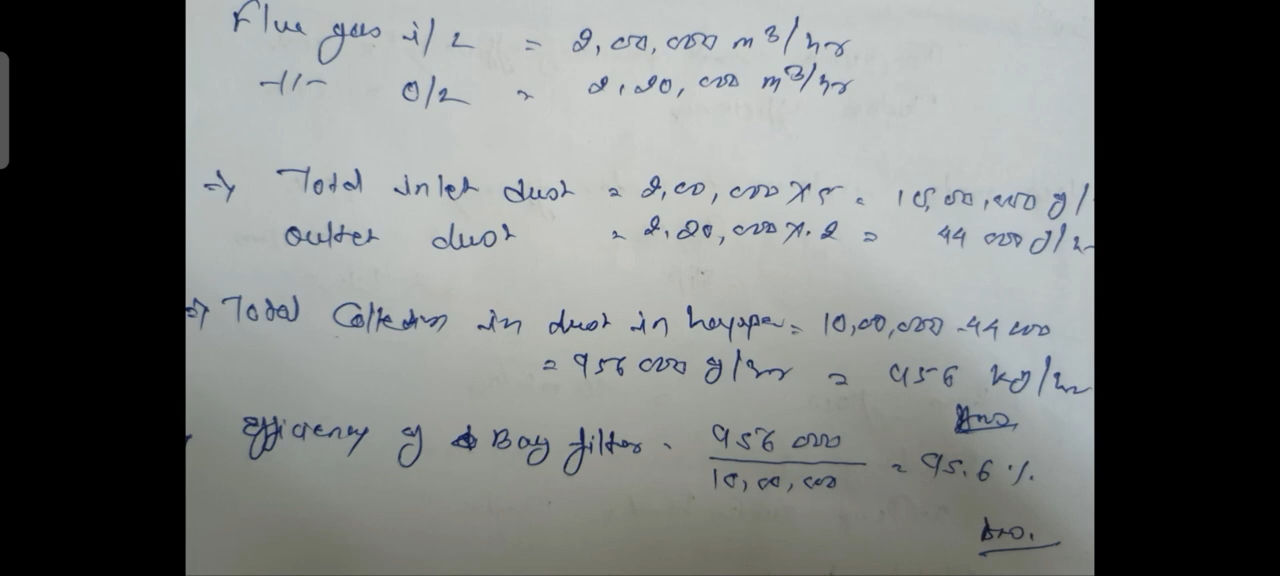 Flue gas i/L = 2,00,000 m3/hr
-11- O/L = 2,20,000 m3/hr
=> Total inlet dust = 2,00,000 x 5 = 10,00,000 g/
outlet dust = 2,20,000 x .2 = 44 000 g/h
=> Total Collection in dust in hopper = 10,00,000 - 44 000
= 956 000 g/hr = 956 kg/hr
Ans.
Efficiency of Bag filter = 956 000 / 10,00,000 = 95.6 %.
Ans.